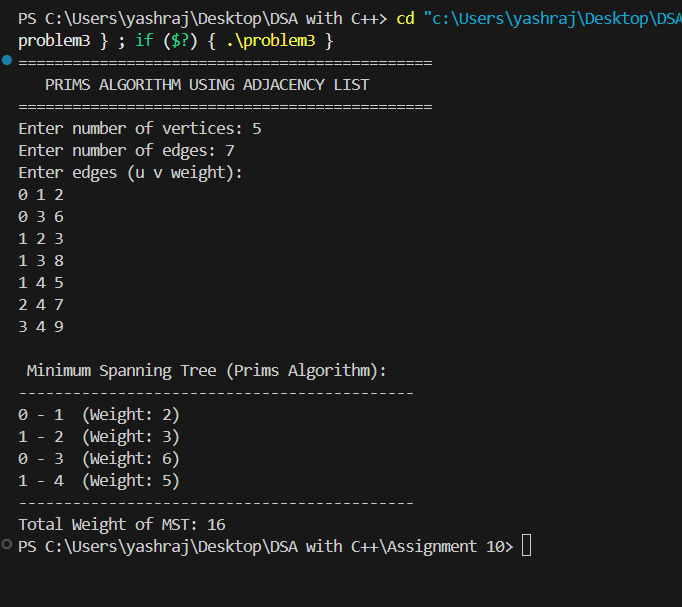 PS C:\Users\yashraj\Desktop\DSA with C++> cd "c:\Users\yashraj\Desktop\DSA
problem3 } ; if ($?) { .\problem3 }
==============================================
PRIMS ALGORITHM USING ADJACENCY LIST
==============================================
Enter number of vertices: 5
Enter number of edges: 7
Enter edges (u v weight):
0 1 2
0 3 6
1 2 3
1 3 8
1 4 5
2 4 7
3 4 9
Minimum Spanning Tree (Prims Algorithm):
--------------------------------------------
0 - 1  (Weight: 2)
1 - 2  (Weight: 3)
0 - 3  (Weight: 6)
1 - 4  (Weight: 5)
--------------------------------------------
Total Weight of MST: 16
PS C:\Users\yashraj\Desktop\DSA with C++\Assignment 10>